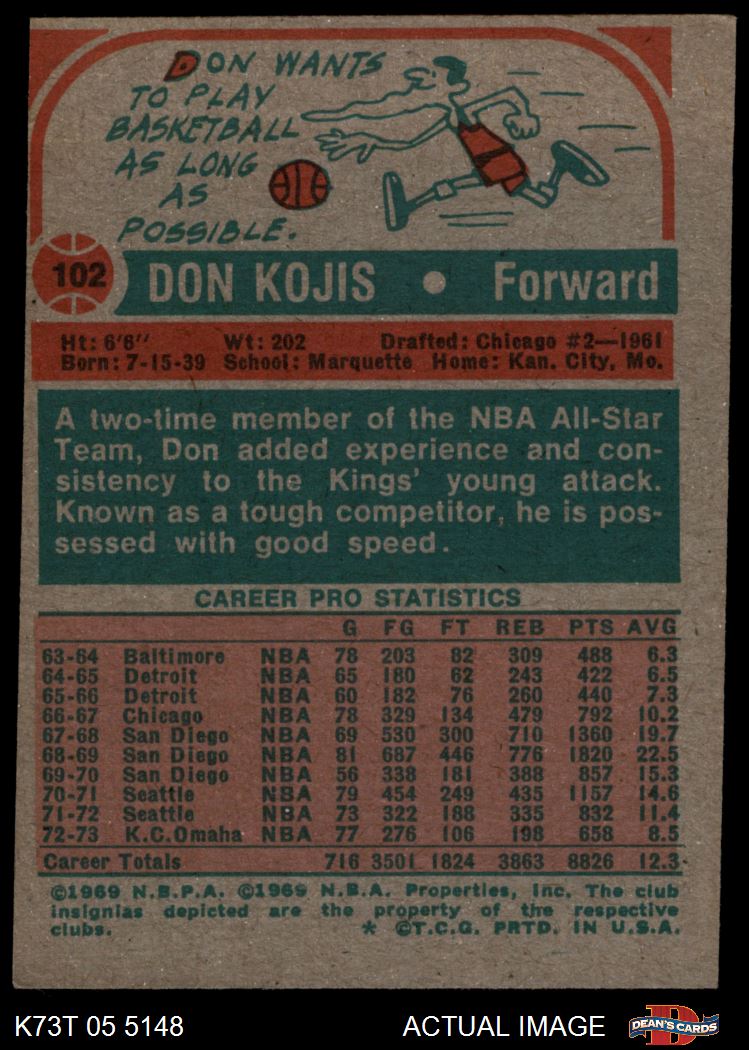 DON WANTS
TO PLAY
BASKETBALL
AS LONG
AS
POSSIBLE.
102 DON KOJIS • Forward
Ht: 6'6" Wt: 202 Drafted: Chicago #2—1961
Born: 7-15-39 School: Marquette Home: Kan. City, Mo.
A two-time member of the NBA All-Star
Team, Don added experience and con-
sistency to the Kings' young attack.
Known as a tough competitor, he is pos-
sessed with good speed.
CAREER PRO STATISTICS
G FG FT REB PTS AVG
63-64 Baltimore NBA 78 203 82 309 488 6.3
64-65 Detroit NBA 65 180 62 243 422 6.5
65-66 Detroit NBA 60 182 76 260 440 7.3
66-67 Chicago NBA 78 329 134 479 792 10.2
67-68 San Diego NBA 69 530 300 710 1360 19.7
68-69 San Diego NBA 81 687 446 776 1820 22.5
69-70 San Diego NBA 56 338 181 388 857 15.3
70-71 Seattle NBA 79 454 249 435 1157 14.6
71-72 Seattle NBA 73 322 188 335 832 11.4
72-73 K.C.Omaha NBA 77 276 106 198 658 8.5
Career Totals 716 3501 1824 3863 8826 12.3
©1969 N.B.P.A. ©1969 N.B.A. Properties, Inc. The club
insignias depicted are the property of the respective
clubs. * ©T.C.G. PRTD. IN U.S.A.
K73T 05 5148 ACTUAL IMAGE D DEAN'S CARDS